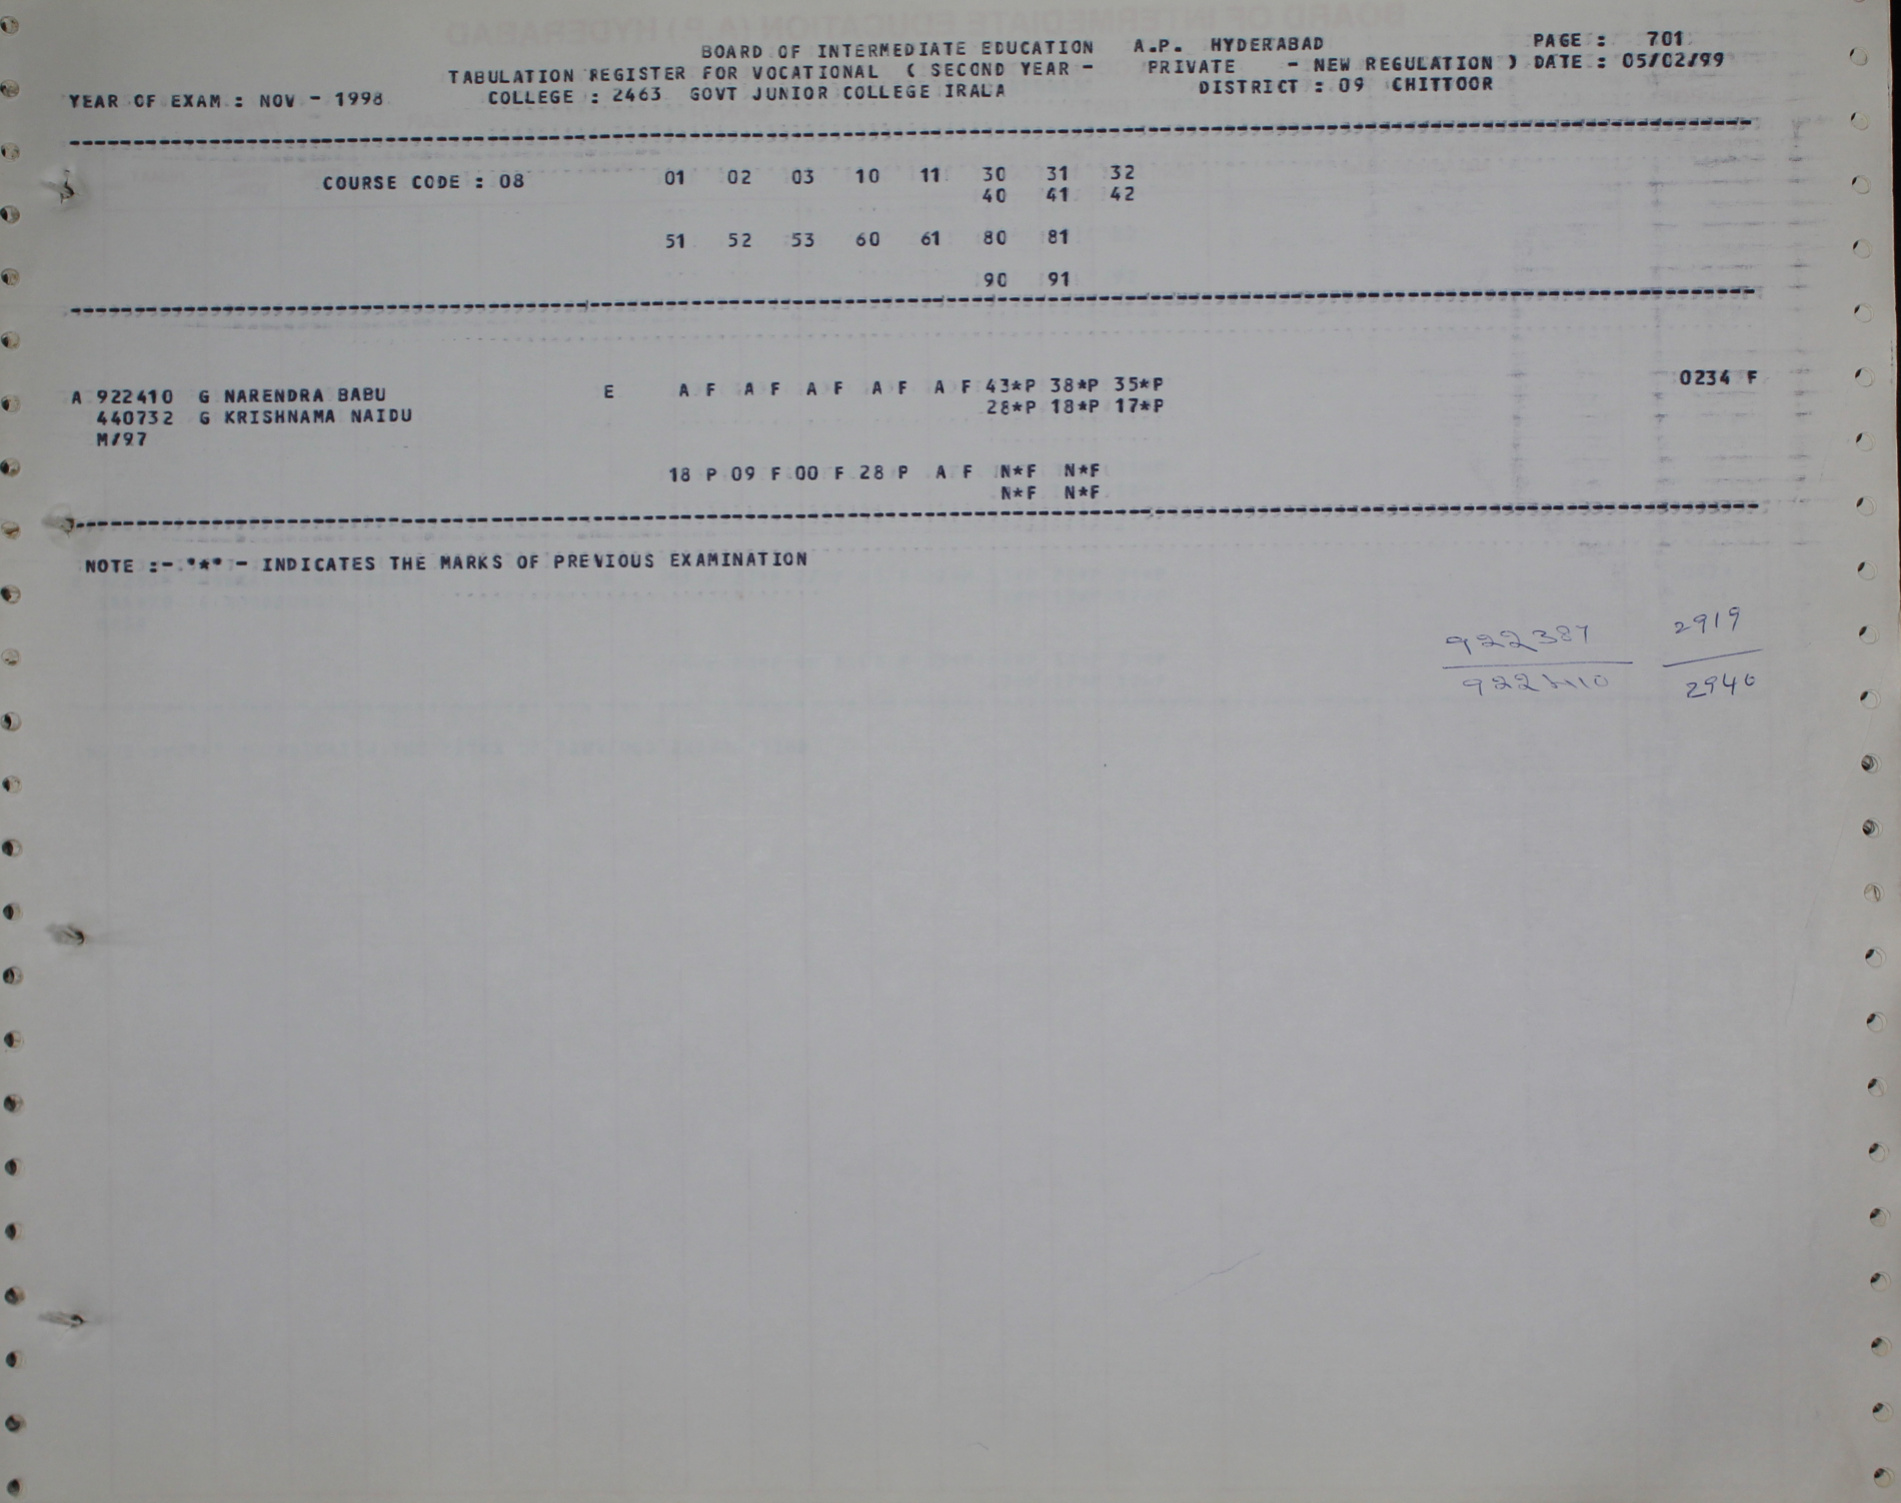 BOARD OF INTERMEDIATE EDUCATION A.P. HYDERABAD PAGE : 701
TABULATION REGISTER FOR VOCATIONAL ( SECOND YEAR - PRIVATE - NEW REGULATION ) DATE : 05/02/99
YEAR OF EXAM : NOV - 1998 COLLEGE : 2463 GOVT JUNIOR COLLEGE IRALA DISTRICT : 09 CHITTOOR
COURSE CODE : 08 01 02 03 10 11 30 31 32
40 41 42
51 52 53 60 61 80 81
90 91
A 922410 G NARENDRA BABU E A F A F A F A F A F 43*P 38*P 35*P 0234 F
440732 G KRISHNAMA NAIDU 28*P 18*P 17*P
M/97
18 P 09 F 00 F 28 P A F N*F N*F
N*F N*F
NOTE :- "*" - INDICATES THE MARKS OF PREVIOUS EXAMINATION
922387 2919
922410 2940